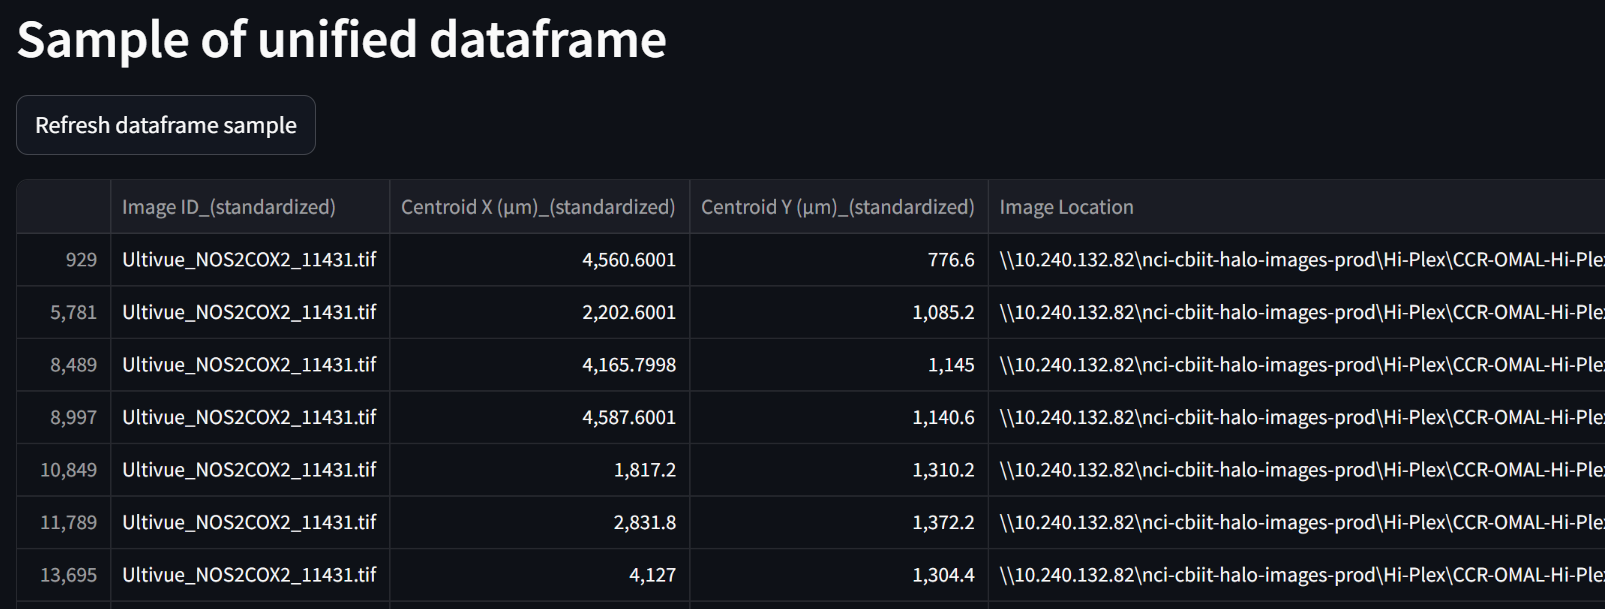 Sample of unified dataframe
Refresh dataframe sample
Image ID_(standardized) Centroid X (µm)_(standardized) Centroid Y (µm)_(standardized) Image Location
929 Ultivue_NOS2COX2_11431.tif 4,560.6001 776.6 \\10.240.132.82\nci-cbiit-halo-images-prod\Hi-Plex\CCR-OMAL-Hi-Ple
5,781 Ultivue_NOS2COX2_11431.tif 2,202.6001 1,085.2 \\10.240.132.82\nci-cbiit-halo-images-prod\Hi-Plex\CCR-OMAL-Hi-Ple
8,489 Ultivue_NOS2COX2_11431.tif 4,165.7998 1,145 \\10.240.132.82\nci-cbiit-halo-images-prod\Hi-Plex\CCR-OMAL-Hi-Ple
8,997 Ultivue_NOS2COX2_11431.tif 4,587.6001 1,140.6 \\10.240.132.82\nci-cbiit-halo-images-prod\Hi-Plex\CCR-OMAL-Hi-Ple
10,849 Ultivue_NOS2COX2_11431.tif 1,817.2 1,310.2 \\10.240.132.82\nci-cbiit-halo-images-prod\Hi-Plex\CCR-OMAL-Hi-Ple
11,789 Ultivue_NOS2COX2_11431.tif 2,831.8 1,372.2 \\10.240.132.82\nci-cbiit-halo-images-prod\Hi-Plex\CCR-OMAL-Hi-Ple
13,695 Ultivue_NOS2COX2_11431.tif 4,127 1,304.4 \\10.240.132.82\nci-cbiit-halo-images-prod\Hi-Plex\CCR-OMAL-Hi-Ple